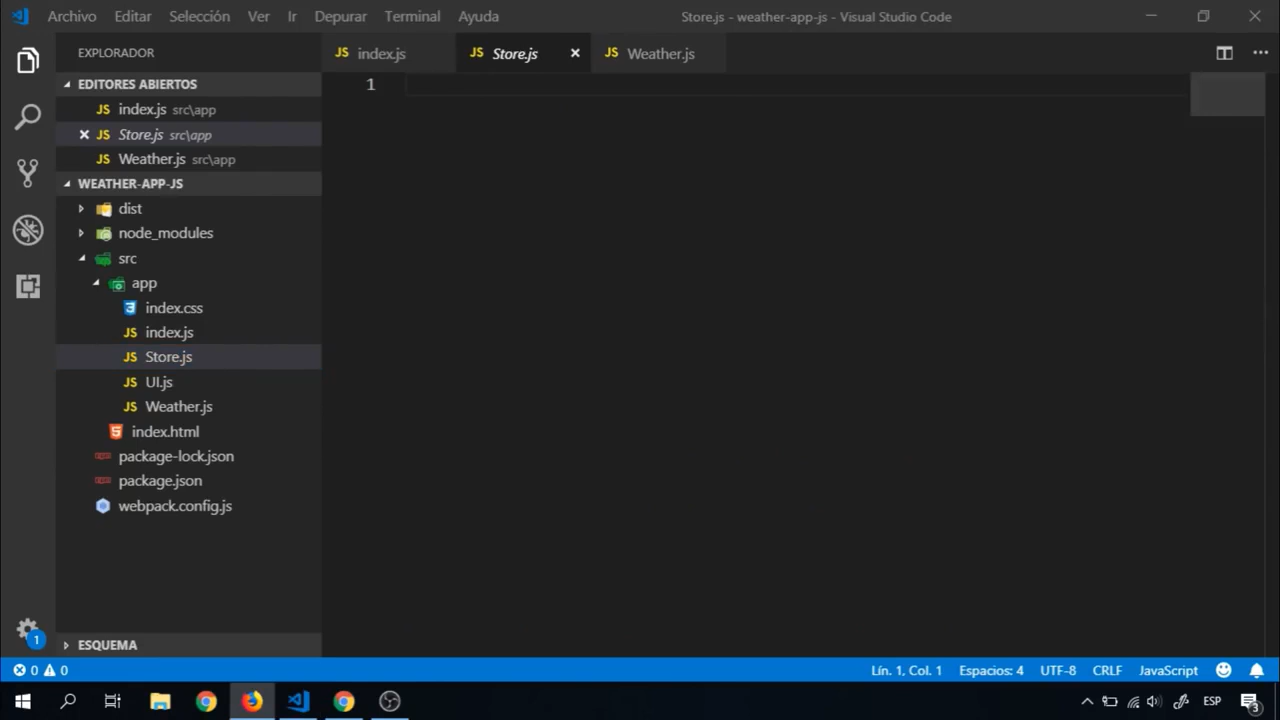 Archivo Editar Selección Ver Ir Depurar Terminal Ayuda Store.js - weather-app-js - Visual Studio Code
EXPLORADOR
JS index.js JS Store.js JS Weather.js
EDITORES ABIERTOS
JS index.js src\app
JS Store.js src\app
JS Weather.js src\app
WEATHER-APP-JS
dist
node_modules
src
app
index.css
JS index.js
JS Store.js
JS UI.js
JS Weather.js
index.html
package-lock.json
package.json
webpack.config.js
ESQUEMA
1
1
0 0 Lín. 1, Col. 1 Espacios: 4 UTF-8 CRLF JavaScript
ESP 3